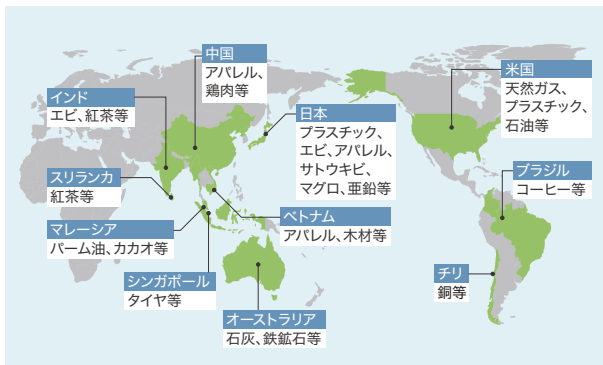 中国
アパレル、
鶏肉等
米国
天然ガス、
プラスチック、
石油等
インド
エビ、紅茶等
日本
プラスチック、
エビ、アパレル、
サトウキビ、
マグロ、亜鉛等
スリランカ
紅茶等
ブラジル
コーヒー等
マレーシア
パーム油、カカオ等
ベトナム
アパレル、木材等
シンガポール
タイヤ等
チリ
銅等
オーストラリア
石灰、鉄鉱石等